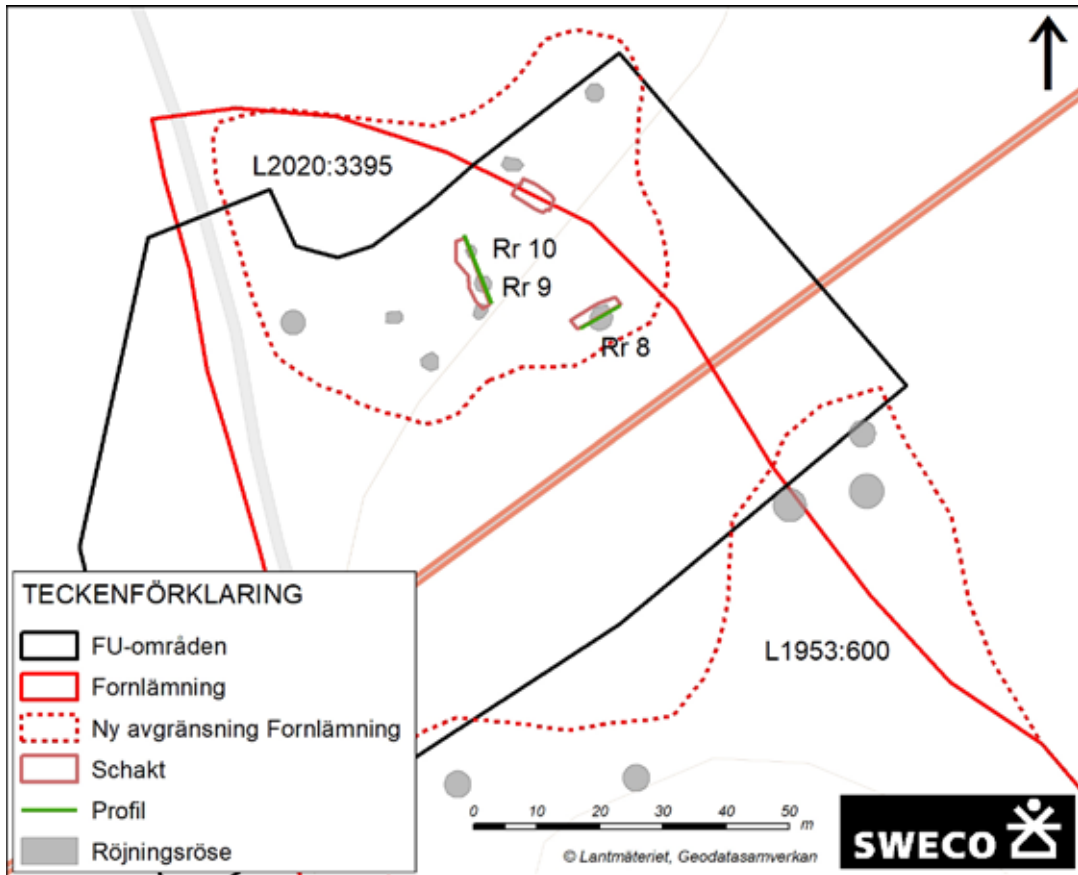 L2020:3395
Rr 10
Rr 9
Rr 8
L1953:600
TECKENFÖRKLARING
FU-områden
Fornlämning
Ny avgränsning Fornlämning
Schakt
Profil
Röjningsröse
0 10 20 30 40 50
m
© Lantmäteriet, Geodatasamverkan
SWECO